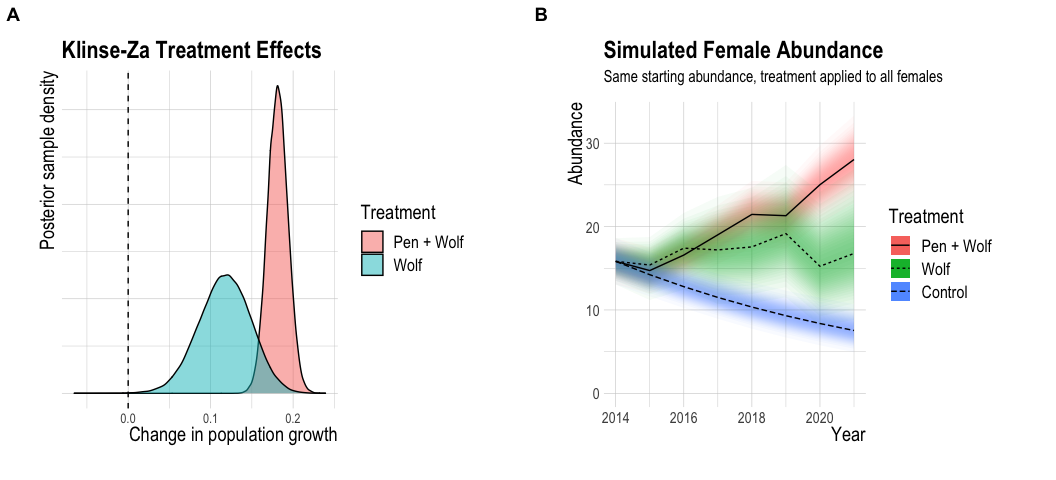 A
Klinse-Za Treatment Effects
Posterior sample density
0.0
0.1
0.2
Change in population growth
Treatment
Pen + Wolf
Wolf
B
Simulated Female Abundance
Same starting abundance, treatment applied to all females
Abundance
30
20
10
0
2014
2016
2018
2020
Year
Treatment
Pen + Wolf
Wolf
Control